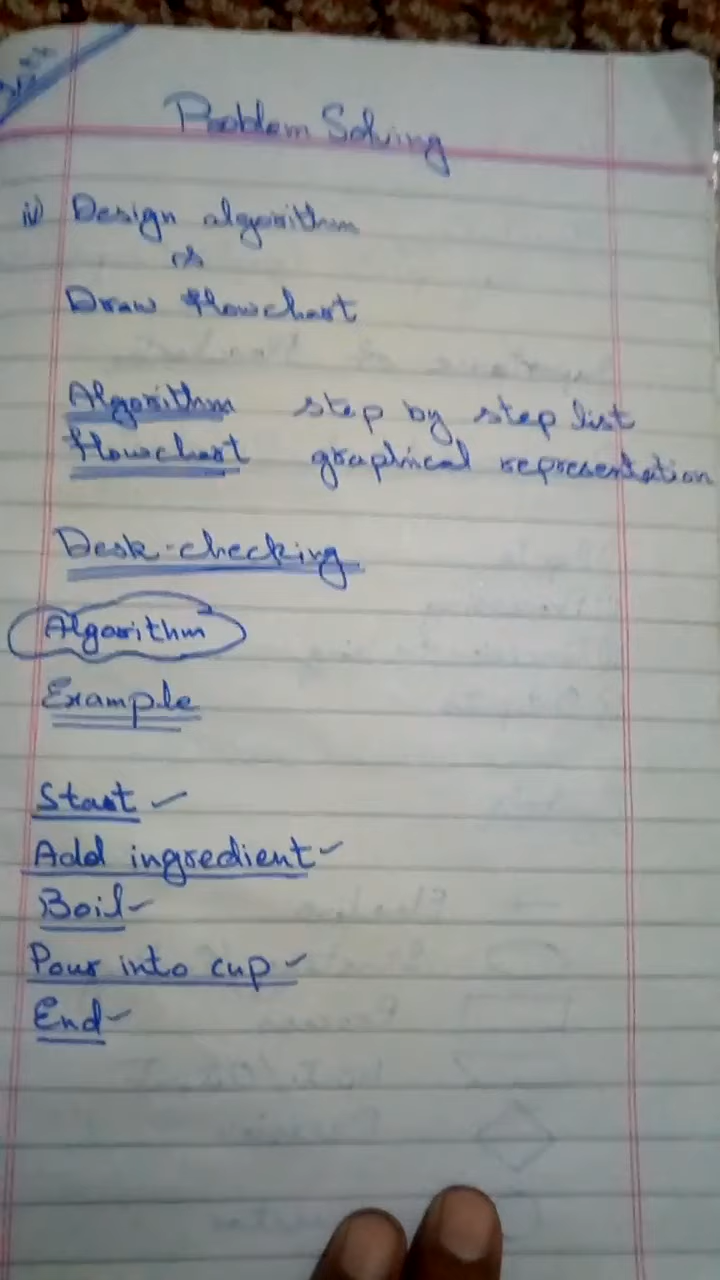 Problem Solving
iv) Design algorithm
or
Draw flowchart
Algorithm step by step list
flowchart graphical representation
Desk-checking
Algorithm
Example
Start
Add ingredient
Boil
Pour into cup
End